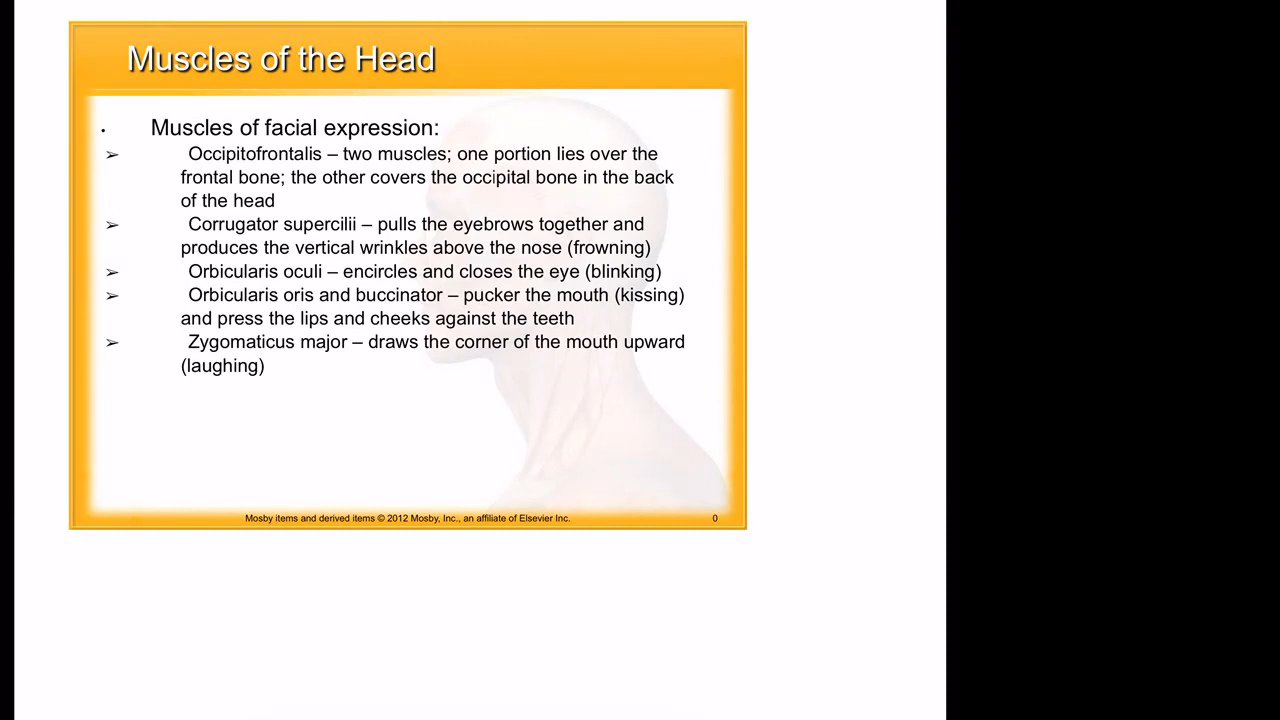 Muscles of the Head
• Muscles of facial expression:
➢ Occipitofrontalis – two muscles; one portion lies over the
frontal bone; the other covers the occipital bone in the back
of the head
➢ Corrugator supercilii – pulls the eyebrows together and
produces the vertical wrinkles above the nose (frowning)
➢ Orbicularis oculi – encircles and closes the eye (blinking)
➢ Orbicularis oris and buccinator – pucker the mouth (kissing)
and press the lips and cheeks against the teeth
➢ Zygomaticus major – draws the corner of the mouth upward
(laughing)
Mosby items and derived items © 2012 Mosby, Inc., an affiliate of Elsevier Inc. 0